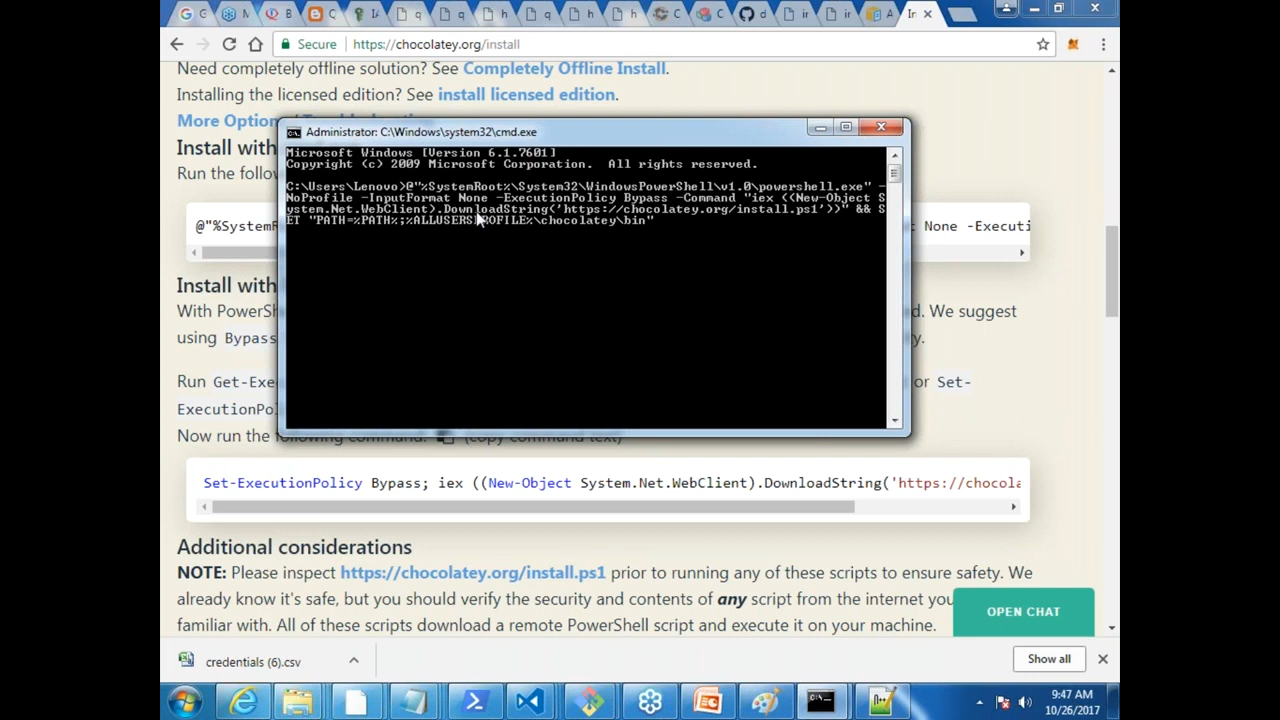 Secure
https://chocolatey.org/install
Need completely offline solution? See Completely Offline Install.
Installing the licensed edition? See install licensed edition.
More Option
Install with
Run the follo
Administrator: C:\Windows\system32\cmd.exe
Microsoft Windows [Version 6.1.7601]
Copyright (c) 2009 Microsoft Corporation.  All rights reserved.
C:\Users\Lenovo>@"%SystemRoot%\System32\WindowsPowerShell\v1.0\powershell.exe" -
NoProfile -InputFormat None -ExecutionPolicy Bypass -Command "iex ((New-Object S
ystem.Net.WebClient).DownloadString('https://chocolatey.org/install.ps1'))" && S
ET "PATH=%PATH%;%ALLUSERSPROFILE%\chocolatey\bin"
@"%SystemR
None -Executi
Install with
With PowerSh
d. We suggest
using Bypass
Run Get-Exe
or Set-
ExecutionPo
Now run the following command: (copy command text)
Set-ExecutionPolicy Bypass; iex ((New-Object System.Net.WebClient).DownloadString('https://chocola
Additional considerations
NOTE: Please inspect https://chocolatey.org/install.ps1 prior to running any of these scripts to ensure safety. We
already know it's safe, but you should verify the security and contents of any script from the internet you
familiar with. All of these scripts download a remote PowerShell script and execute it on your machine.
OPEN CHAT
credentials (6).csv
Show all
9:47 AM
10/26/2017